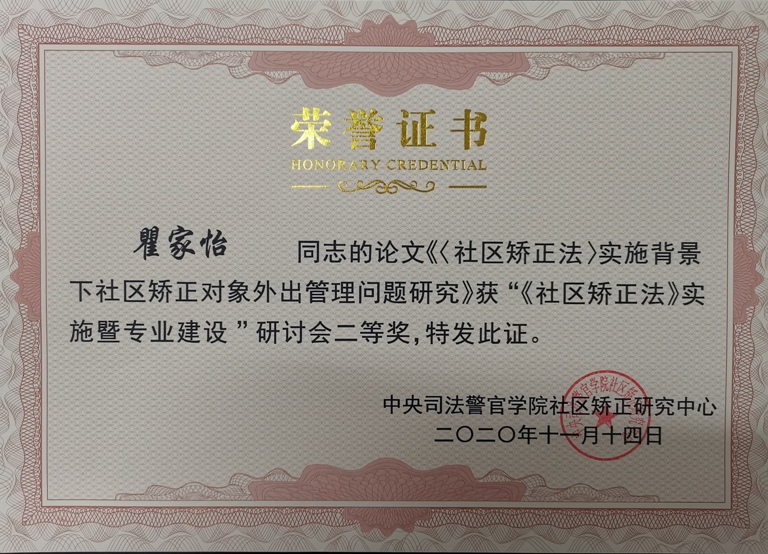 荣誉证书
HONORARY CREDENTIAL
瞿家怡 同志的论文《〈社区矫正法〉实施背景
下社区矫正对象外出管理问题研究》获“《社区矫正法》实
施暨专业建设”研讨会二等奖,特发此证。
中央司法警官学院社区矫正研究中心
二〇二〇年十一月十四日